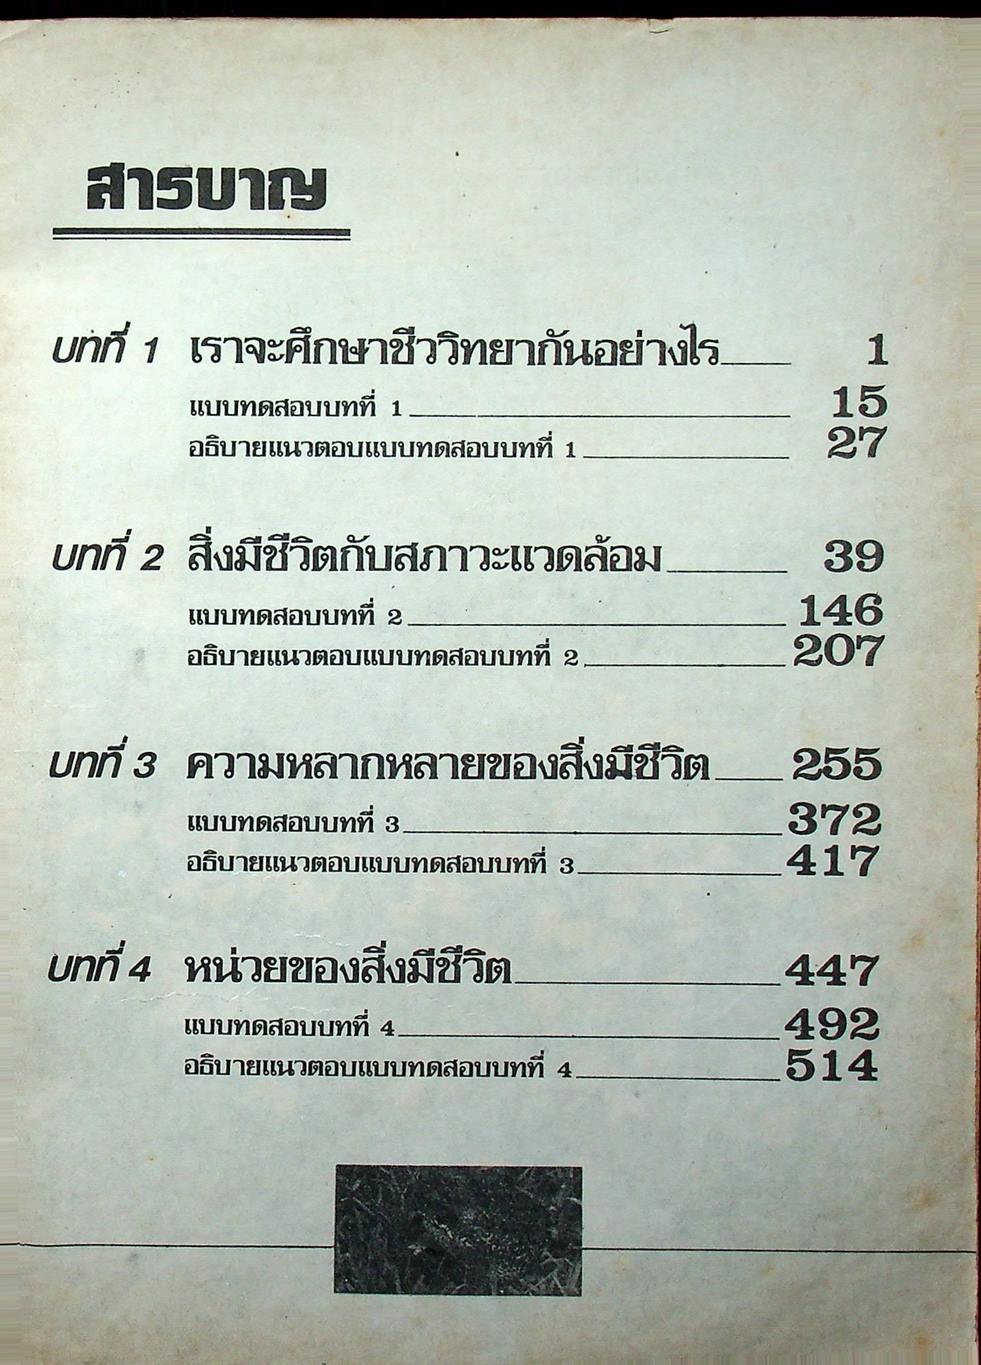 สารบาญ
บทที่ 1 เราจะศึกษาชีววิทยากันอย่างไร 1
แบบทดสอบบทที่ 1 15
อธิบายแนวตอบแบบทดสอบบทที่ 1 27
บทที่ 2 สิ่งมีชีวิตกับสภาวะแวดล้อม 39
แบบทดสอบบทที่ 2 146
อธิบายแนวตอบแบบทดสอบบทที่ 2 207
บทที่ 3 ความหลากหลายของสิ่งมีชีวิต 255
แบบทดสอบบทที่ 3 372
อธิบายแนวตอบแบบทดสอบบทที่ 3 417
บทที่ 4 หน่วยของสิ่งมีชีวิต 447
แบบทดสอบบทที่ 4 492
อธิบายแนวตอบแบบทดสอบบทที่ 4 514